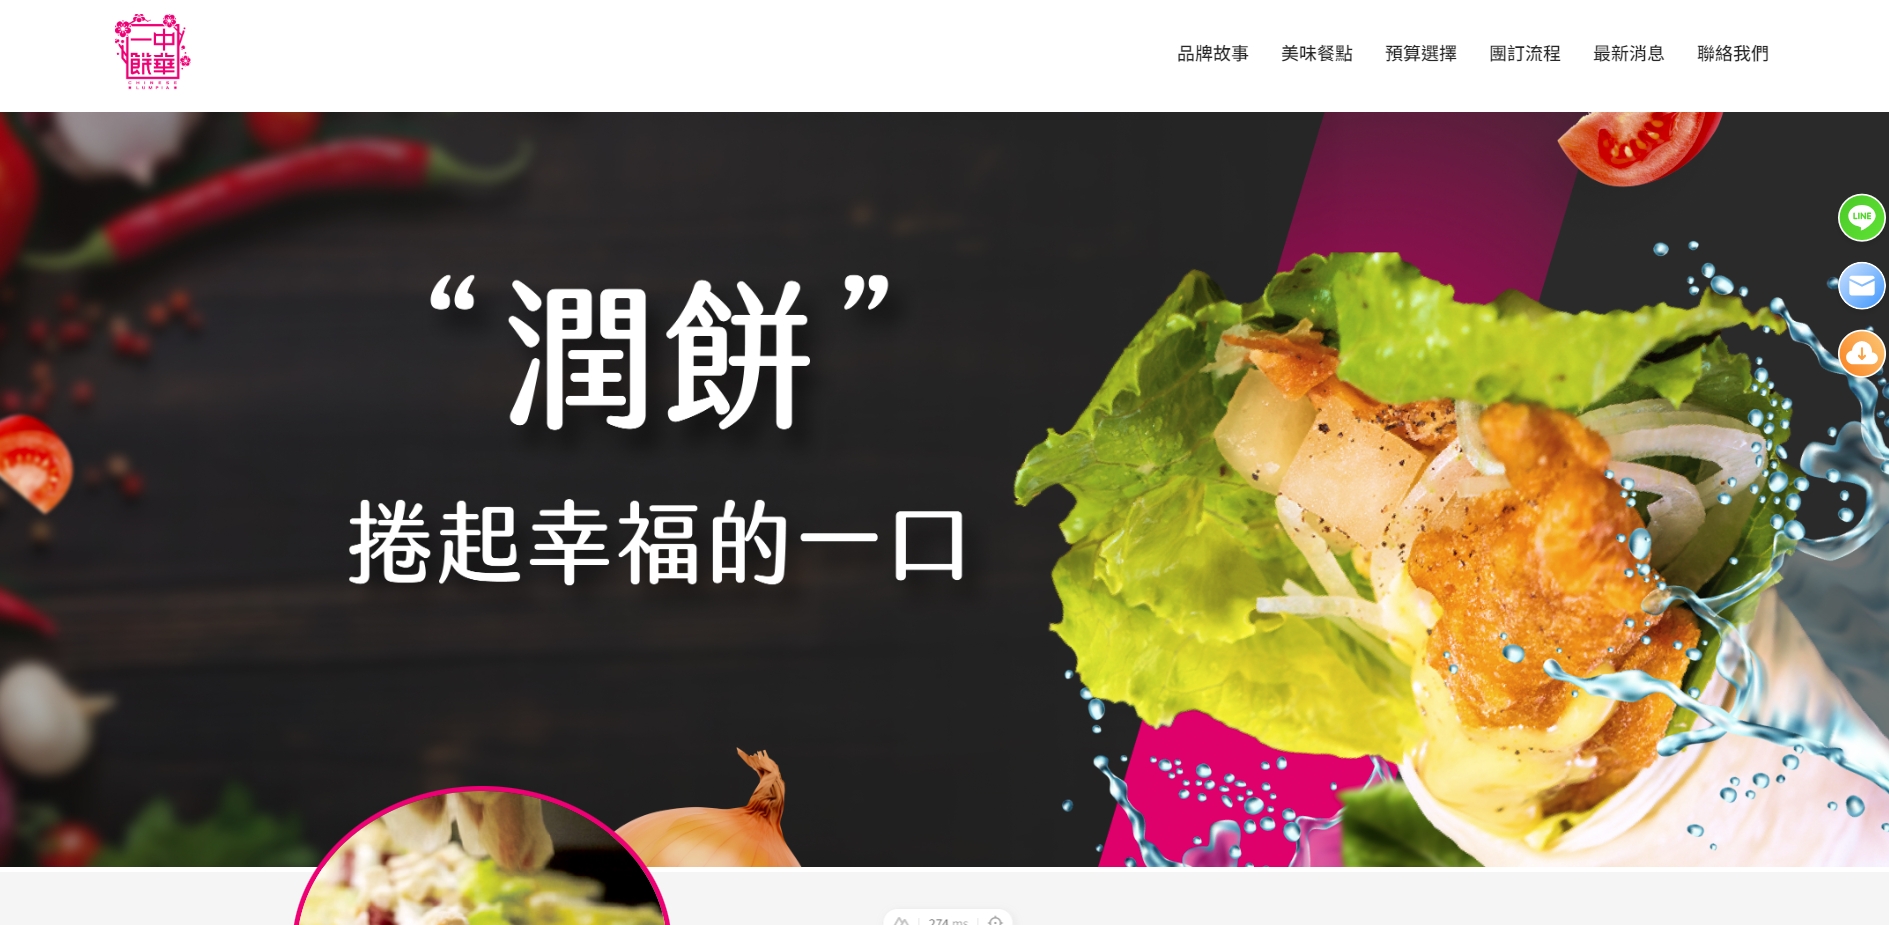 一中
餅華
CHINESE
LUMPIA
品牌故事 美味餐點 預算選擇 團訂流程 最新消息 聯絡我們
LINE
“潤餅”
捲起幸福的一口
274 ms